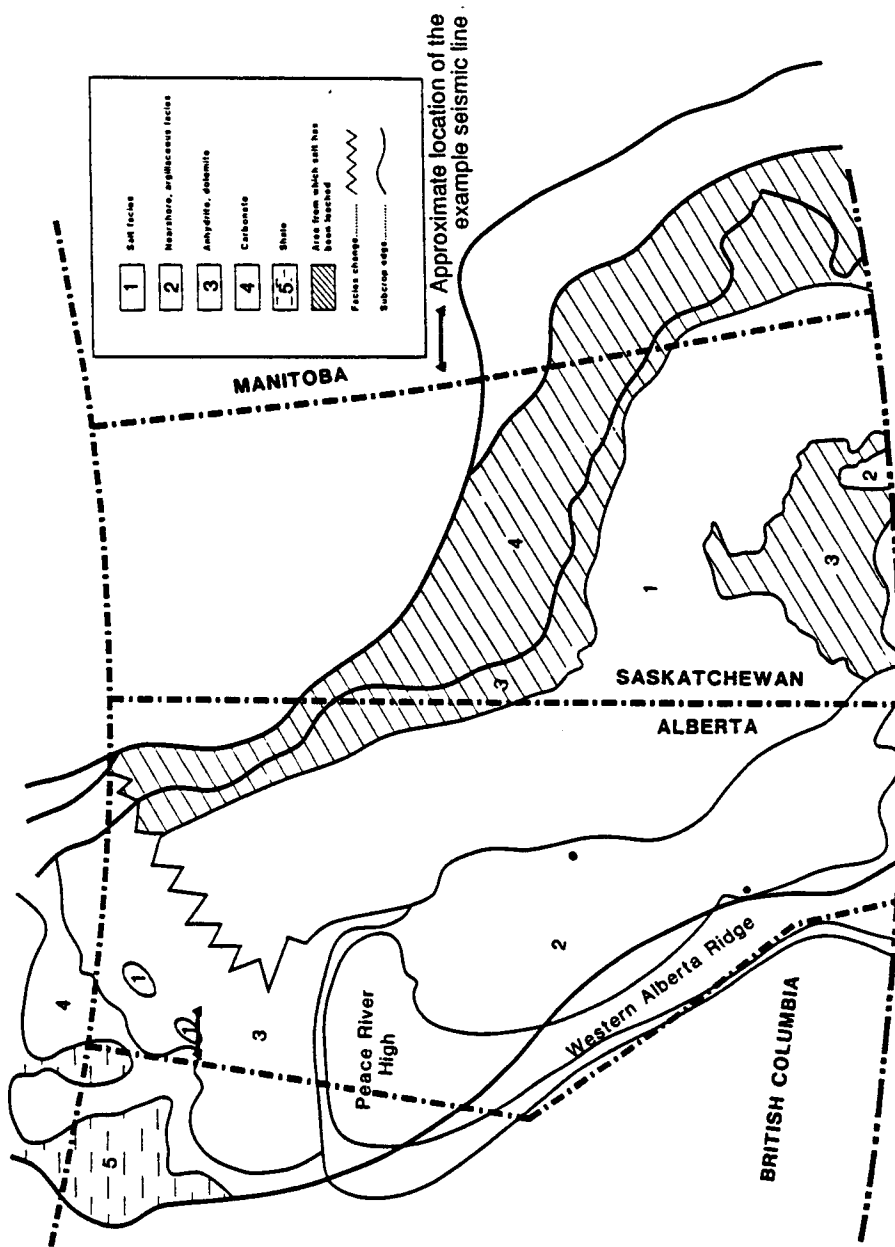 1 Salt facies
2 Nearshore, argillaceous facies
3 Anhydrite, dolomite
4 Carbonate
5 Shale
Area from which salt has
been leached
Facies change
Subcrop edge
Approximate location of the
example seismic line
MANITOBA
SASKATCHEWAN
ALBERTA
BRITISH COLUMBIA
Peace River
High
Western Alberta Ridge
5
4
1
1
3
3
4
1
2
3
2